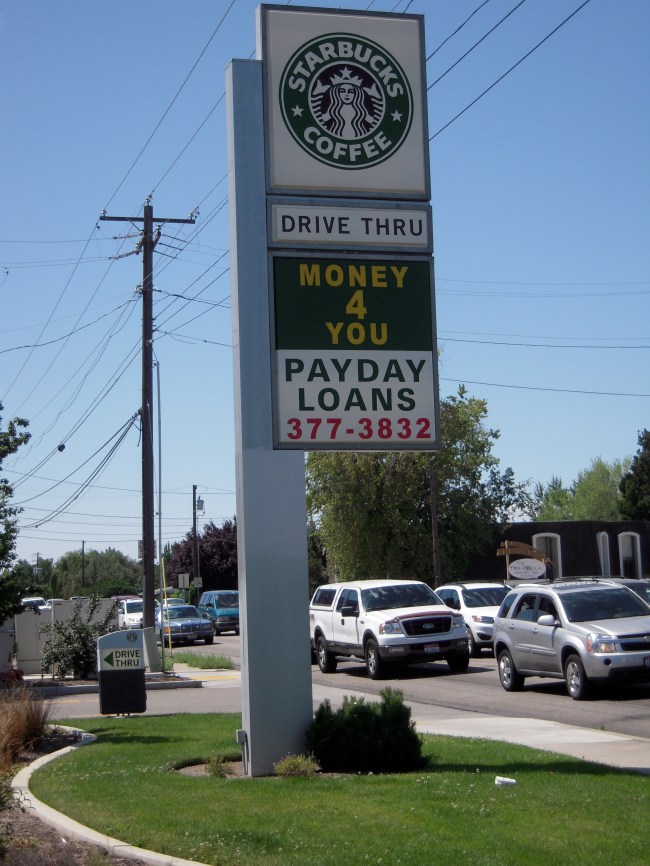 STARBUCKS
COFFEE
DRIVE THRU
MONEY
4
YOU
PAYDAY
LOANS
377-3832
DRIVE
THRU